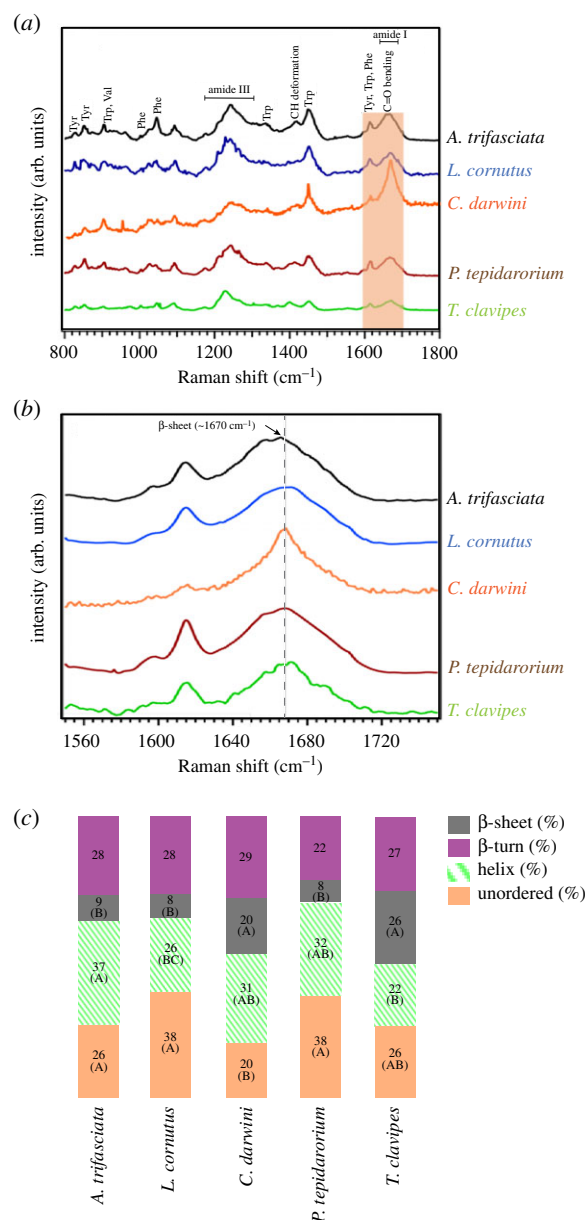 (a)
amide I
Tyr
Tyr
Trp, Val
Phe
Phe
amide III
Trp
CH deformation
Trp
Tyr, Trp, Phe
C=O bending
intensity (arb. units)
A. trifasciata
L. cornutus
C. darwini
P. tepidarorium
T. clavipes
800 1000 1200 1400 1600 1800
Raman shift (cm⁻¹)
(b)
β-sheet (~1670 cm⁻¹)
intensity (arb. units)
A. trifasciata
L. cornutus
C. darwini
P. tepidarorium
T. clavipes
1560 1600 1640 1680 1720
Raman shift (cm⁻¹)
(c)
β-sheet (%)
β-turn (%)
helix (%)
unordered (%)
28
9
(B)
37
(A)
26
(A)
28
8
(B)
26
(BC)
38
(A)
29
20
(A)
31
(AB)
20
(B)
22
8
(B)
32
(AB)
38
(A)
27
26
(A)
22
(B)
26
(AB)
A. trifasciata
L. cornutus
C. darwini
P. tepidarorium
T. clavipes